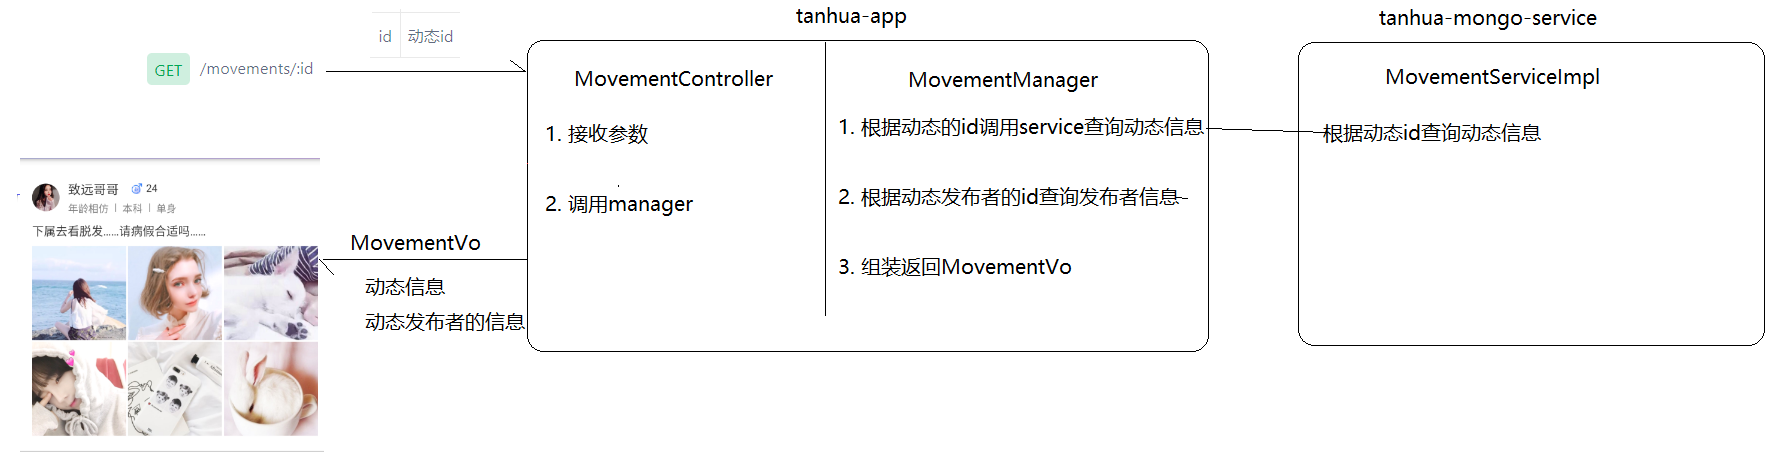 tanhua-app
tanhua-mongo-service
id 动态id
GET /movements/:id
MovementController
1. 接收参数
2. 调用manager
MovementManager
1. 根据动态的id调用service查询动态信息
2. 根据动态发布者的id查询发布者信息
3. 组装返回MovementVo
MovementServiceImpl
根据动态id查询动态信息
致远哥哥 24
年龄相仿 | 本科 | 单身
下属去看脱发......请病假合适吗......
MovementVo
动态信息
动态发布者的信息